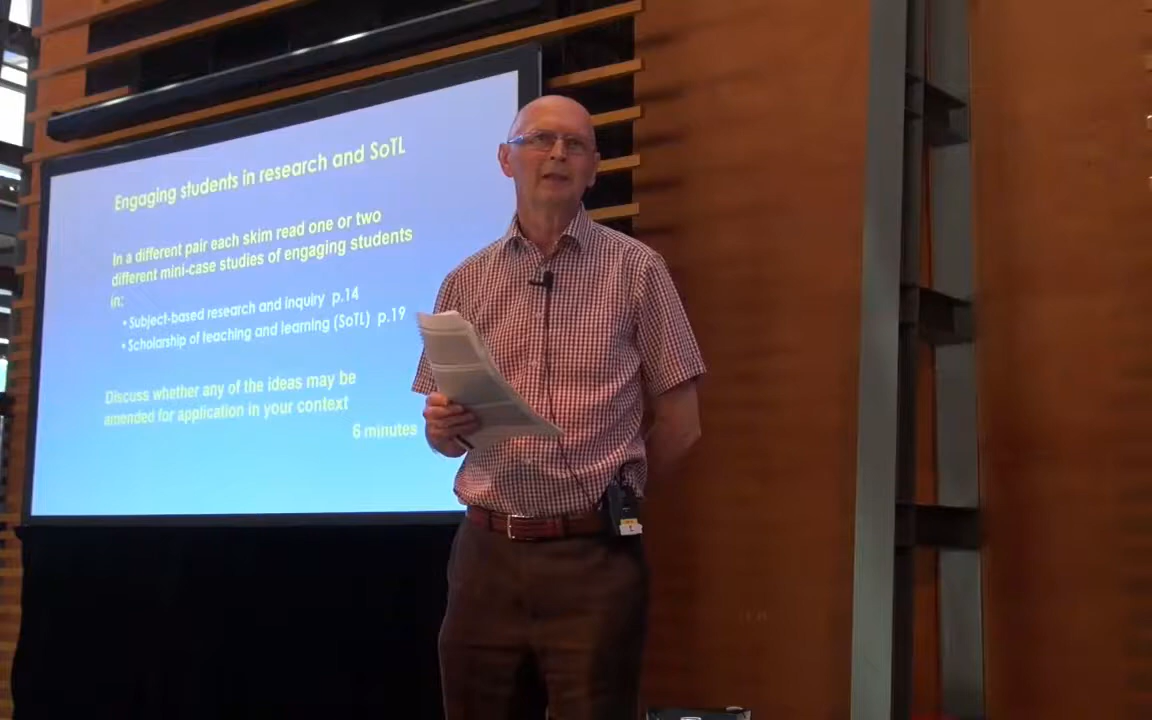 Engaging students in research and SoTL
In a different pair each skim read one or two
different mini-case studies of engaging students
in:
• Subject-based research and inquiry p.14
• Scholarship of teaching and learning (SoTL) p.19
Discuss whether any of the ideas may be
amended for application in your context
6 minutes